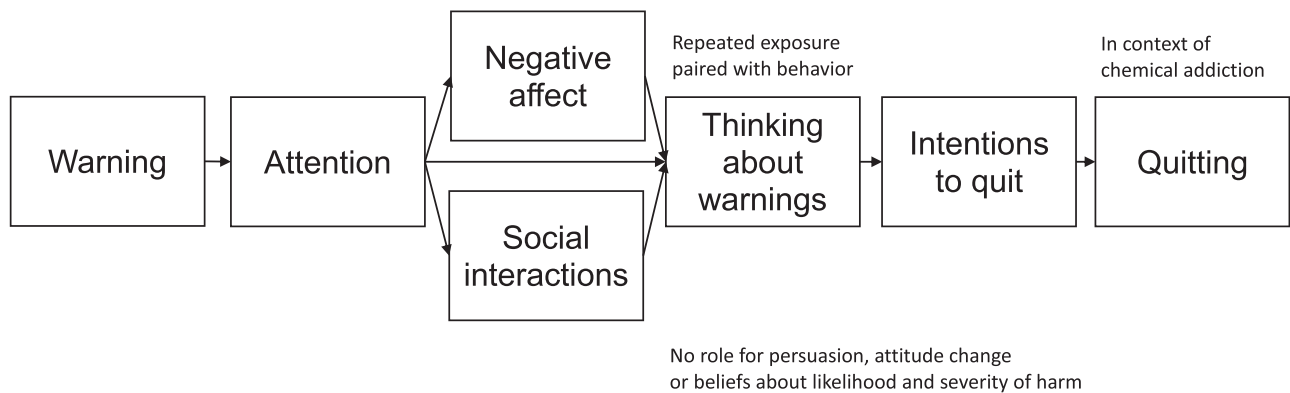 Warning
Attention
Negative
affect
Social
interactions
Repeated exposure
paired with behavior
Thinking
about
warnings
Intentions
to quit
In context of
chemical addiction
Quitting
No role for persuasion, attitude change
or beliefs about likelihood and severity of harm